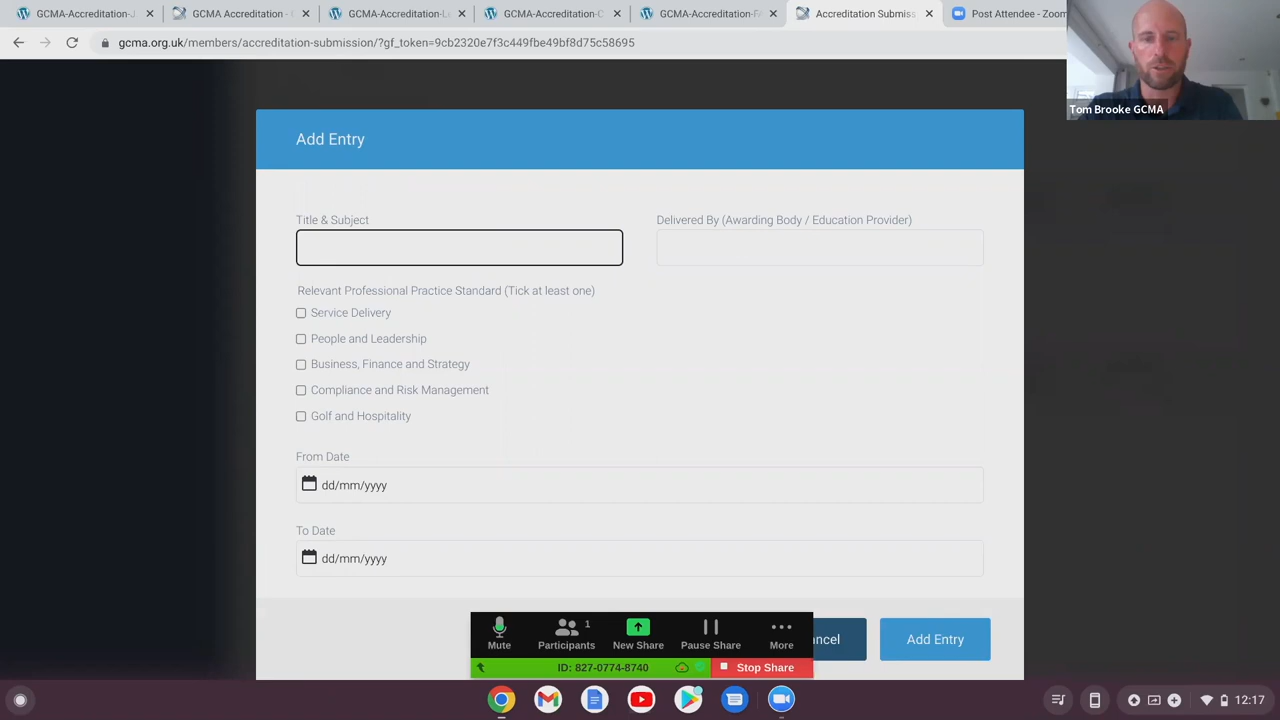 GCMA-Accreditation-J
GCMA Accreditation -
GCMA-Accreditation-L
GCMA-Accreditation-C
GCMA-Accreditation-FA
Accreditation Submiss
Post Attendee - Zoom
gcma.org.uk/members/accreditation-submission/?gf_token=9cb2320e7f3c449fbe49bf8d75c58695
Tom Brooke GCMA
Add Entry
Title & Subject
Delivered By (Awarding Body / Education Provider)
Relevant Professional Practice Standard (Tick at least one)
Service Delivery
People and Leadership
Business, Finance and Strategy
Compliance and Risk Management
Golf and Hospitality
From Date
dd/mm/yyyy
To Date
dd/mm/yyyy
1
Mute
Participants
New Share
Pause Share
More
ID: 827-0774-8740
Stop Share
ncel
Add Entry
12:17